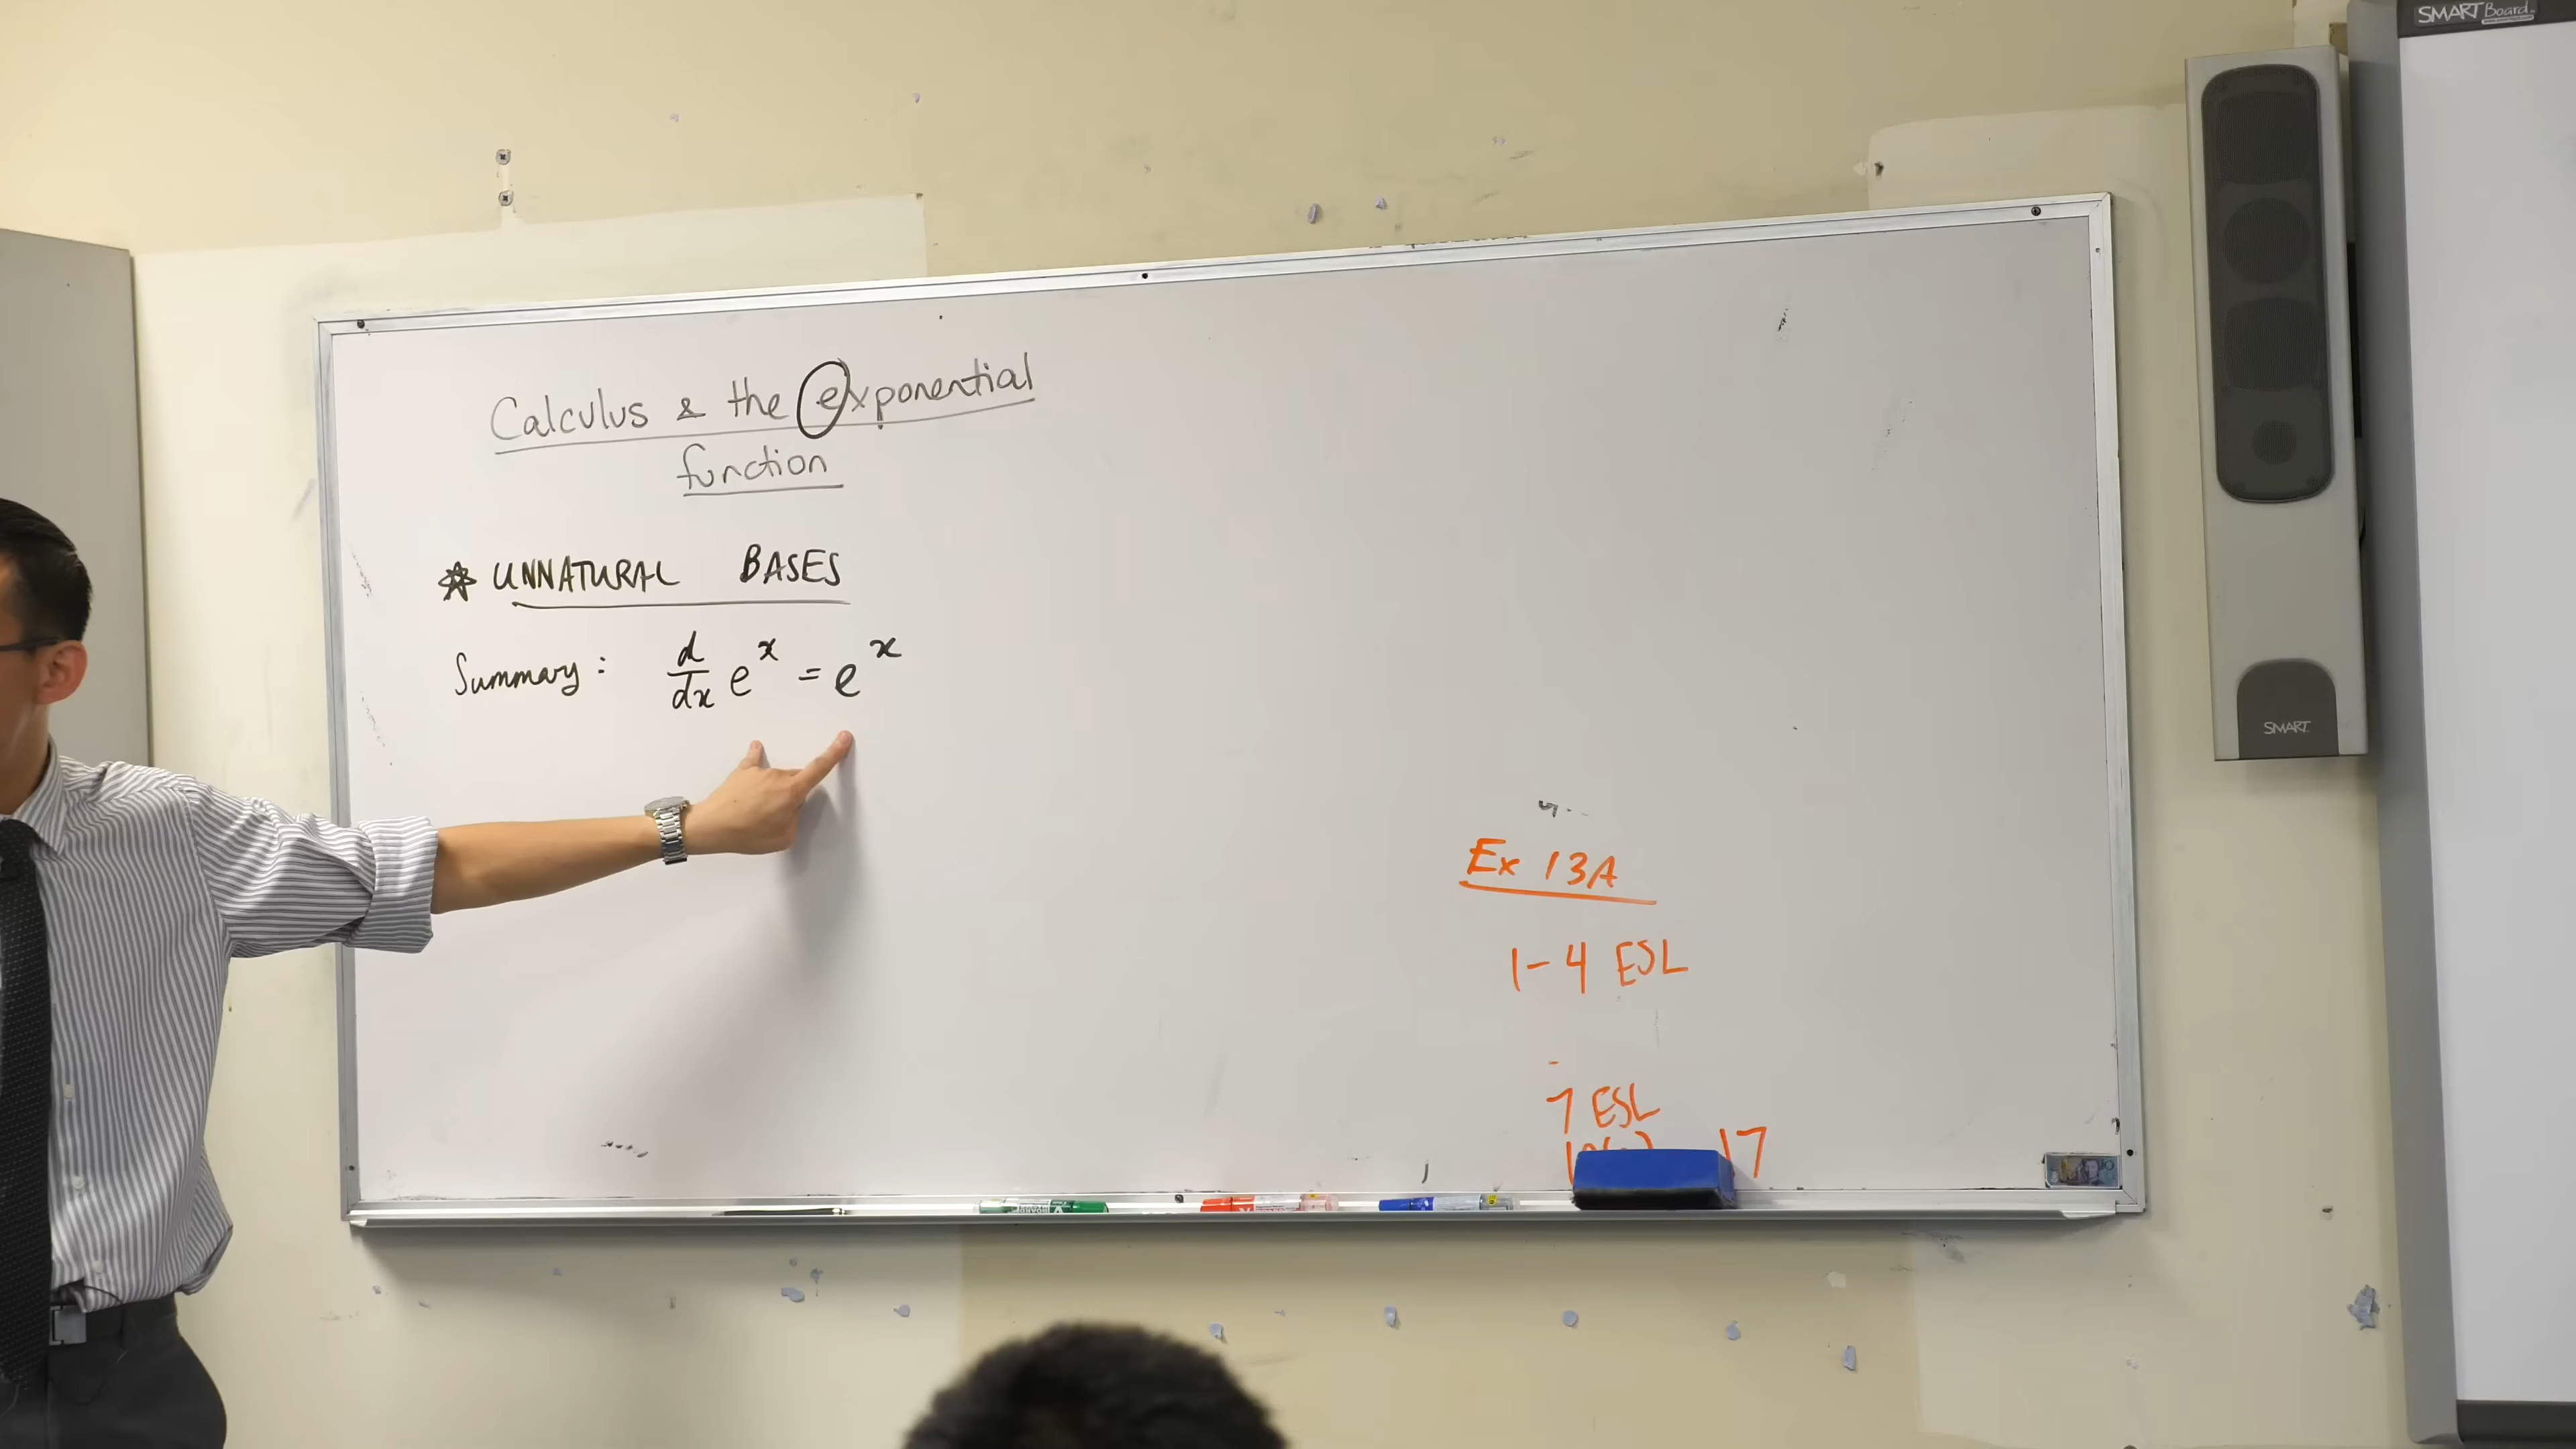 SMART Board
Calculus & the exponential
function
* UNNATURAL BASES
Summary: d/dx e^x = e^x
SMART
Ex 13A
1-4 ESL
7 ESL
17